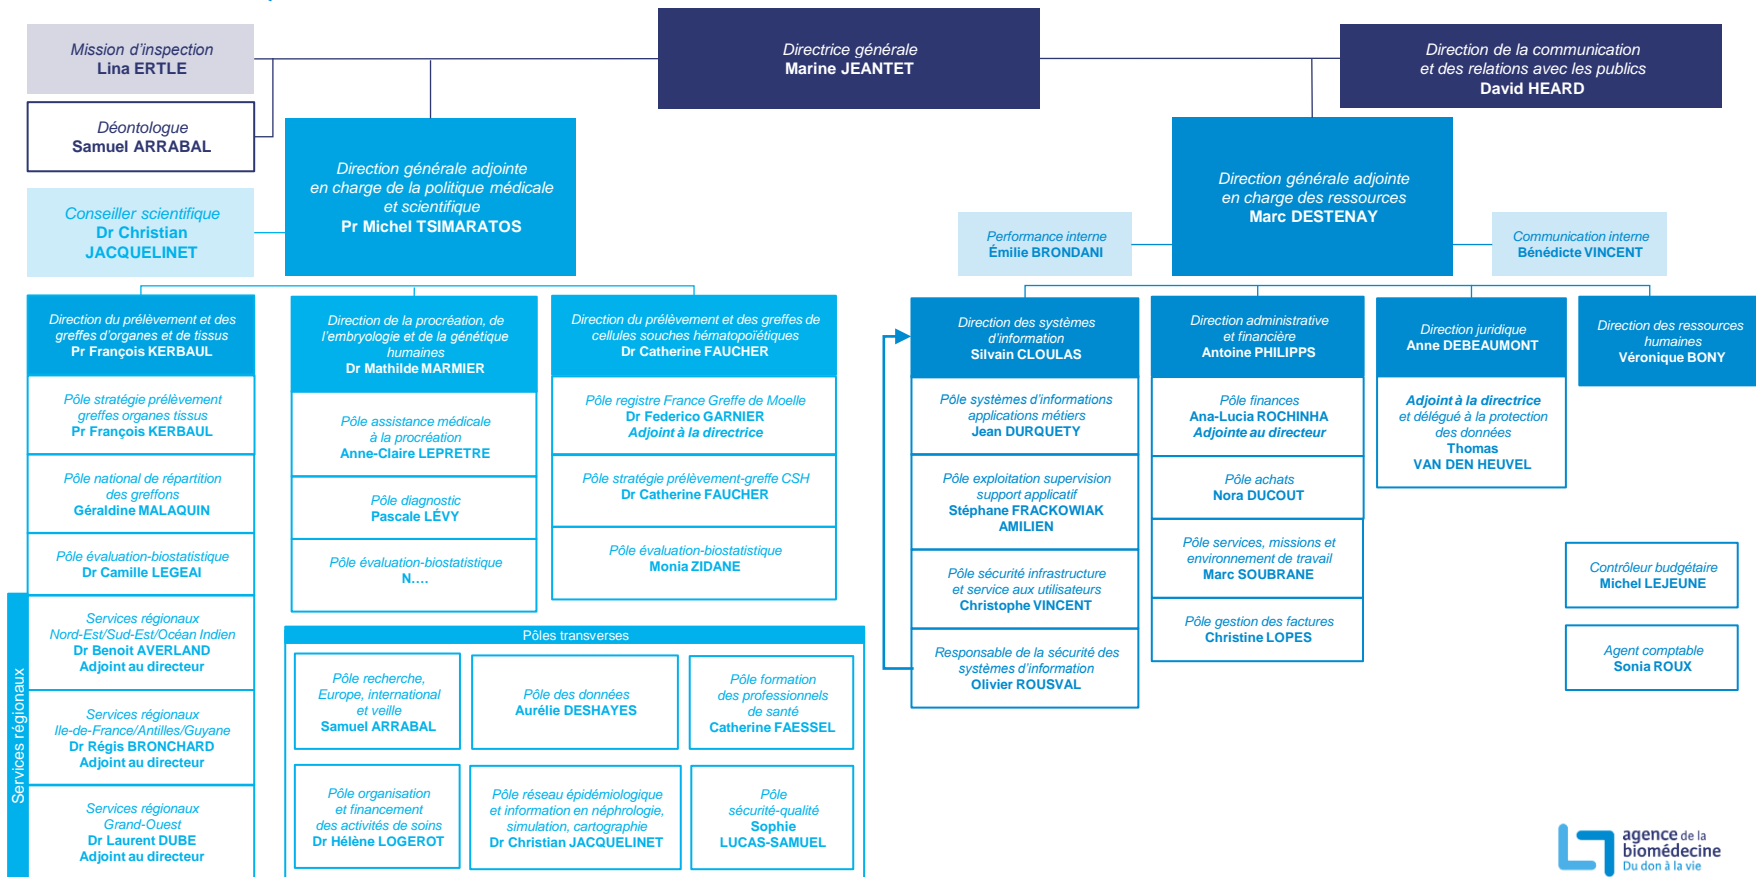 Mission d'inspection
Lina ERTLE
Directrice générale
Marine JEANTET
Direction de la communication
et des relations avec les publics
David HEARD
Déontologue
Samuel ARRABAL
Direction générale adjointe
en charge de la politique médicale
et scientifique
Pr Michel TSIMARATOS
Direction générale adjointe
en charge des ressources
Marc DESTENAY
Conseiller scientifique
Dr Christian
JACQUELINET
Performance interne
Émilie BRONDANI
Communication interne
Bénédicte VINCENT
Direction du prélèvement et des
greffes d'organes et de tissus
Pr François KERBAUL
Pôle stratégie prélèvement
greffes organes tissus
Pr François KERBAUL
Pôle national de répartition
des greffons
Géraldine MALAQUIN
Pôle évaluation-biostatistique
Dr Camille LEGEAI
Services régionaux
Services régionaux
Nord-Est/Sud-Est/Océan Indien
Dr Benoit AVERLAND
Adjoint au directeur
Services régionaux
Ile-de-France/Antilles/Guyane
Dr Régis BRONCHARD
Adjoint au directeur
Services régionaux
Grand-Ouest
Dr Laurent DUBE
Adjoint au directeur
Direction de la procréation, de
l'embryologie et de la génétique
humaines
Dr Mathilde MARMIER
Pôle assistance médicale
à la procréation
Anne-Claire LEPRETRE
Pôle diagnostic
Pascale LÉVY
Pôle évaluation-biostatistique
N….
Direction du prélèvement et des greffes de
cellules souches hématopoïétiques
Dr Catherine FAUCHER
Pôle registre France Greffe de Moelle
Dr Federico GARNIER
Adjoint à la directrice
Pôle stratégie prélèvement-greffe CSH
Dr Catherine FAUCHER
Pôle évaluation-biostatistique
Monia ZIDANE
Pôles transverses
Pôle recherche,
Europe, international
et veille
Samuel ARRABAL
Pôle des données
Aurélie DESHAYES
Pôle formation
des professionnels
de santé
Catherine FAESSEL
Pôle organisation
et financement
des activités de soins
Dr Hélène LOGEROT
Pôle réseau épidémiologique
et information en néphrologie,
simulation, cartographie
Dr Christian JACQUELINET
Pôle
sécurité-qualité
Sophie
LUCAS-SAMUEL
Direction des systèmes
d'information
Silvain CLOULAS
Pôle systèmes d'informations
applications métiers
Jean DURQUETY
Pôle exploitation supervision
support applicatif
Stéphane FRACKOWIAK
AMILIEN
Pôle sécurité infrastructure
et service aux utilisateurs
Christophe VINCENT
Responsable de la sécurité des
systèmes d'information
Olivier ROUSVAL
Direction administrative
et financière
Antoine PHILIPPS
Pôle finances
Ana-Lucia ROCHINHA
Adjointe au directeur
Pôle achats
Nora DUCOUT
Pôle services, missions et
environnement de travail
Marc SOUBRANE
Pôle gestion des factures
Christine LOPES
Direction juridique
Anne DEBEAUMONT
Adjoint à la directrice
et délégué à la protection
des données
Thomas
VAN DEN HEUVEL
Direction des ressources
humaines
Véronique BONY
Contrôleur budgétaire
Michel LEJEUNE
Agent comptable
Sonia ROUX
agence de la
biomédecine
Du don à la vie